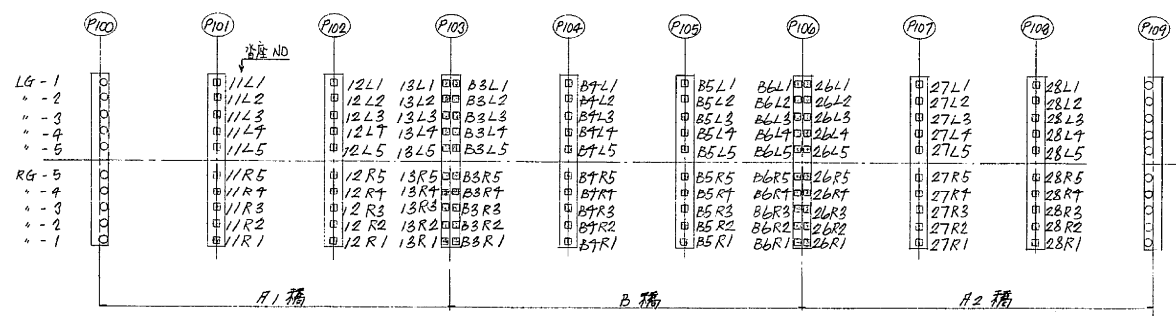 P100 P101 P102 P103 P104 P105 P106 P107 P108 P109
沓座 NO
LG-1 11L1 12L1 13L1 B3L1 B4L1 B5L1 B6L1 26L1 27L1 28L1
〃-2 11L2 12L2 13L2 B3L2 B4L2 B5L2 B6L2 26L2 27L2 28L2
〃-3 11L3 12L3 13L3 B3L3 B4L3 B5L3 B6L3 26L3 27L3 28L3
〃-4 11L4 12L4 13L4 B3L4 B4L4 B5L4 B6L4 26L4 27L4 28L4
〃-5 11L5 12L5 13L5 B3L5 B4L5 B5L5 B6L5 26L5 27L5 28L5
RG-5 11R5 12R5 13R5 B3R5 B4R5 B5R5 B6R5 26R5 27R5 28R5
〃-4 11R4 12R4 13R4 B3R4 B4R4 B5R4 B6R4 26R4 27R4 28R4
〃-3 11R3 12R3 13R3 B3R3 B4R3 B5R3 B6R3 26R3 27R3 28R3
〃-2 11R2 12R2 13R2 B3R2 B4R2 B5R2 B6R2 26R2 27R2 28R2
〃-1 11R1 12R1 13R1 B3R1 B4R1 B5R1 B6R1 26R1 27R1 28R1
A1橋 B橋 A2橋